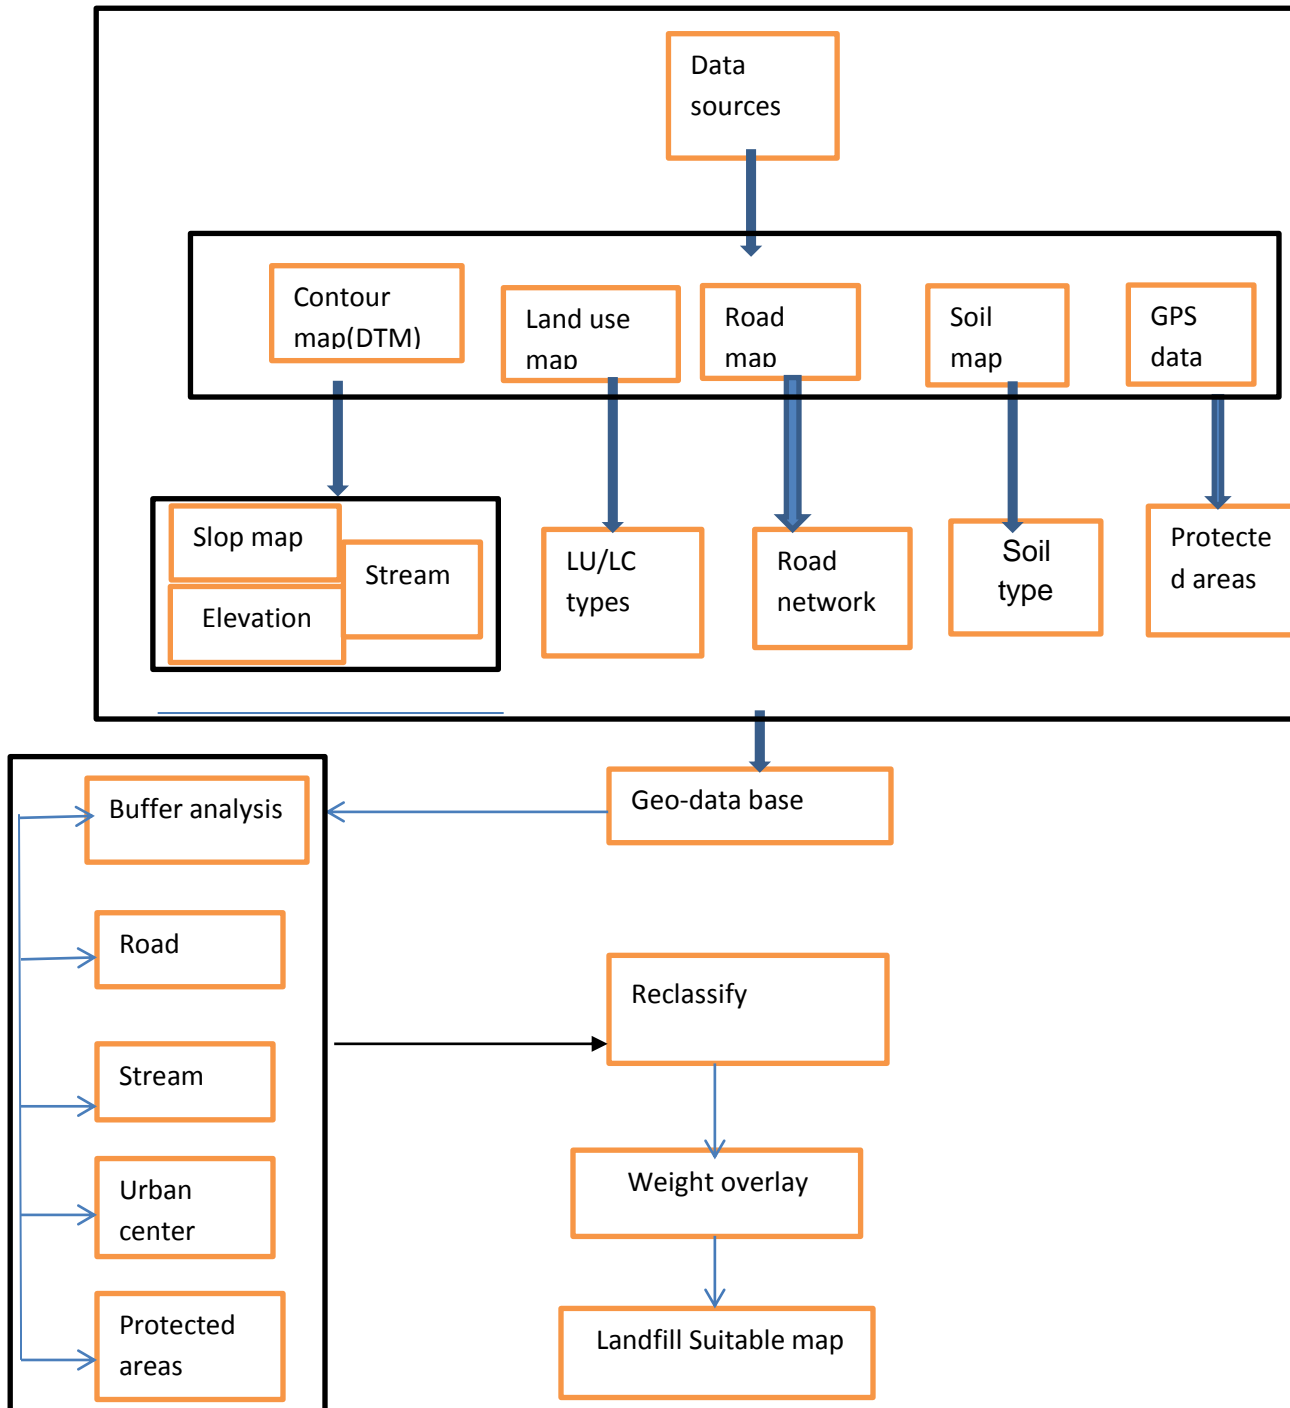 Data
sources
Contour
map(DTM)
Land use
map
Road
map
Soil
map
GPS
data
Slop map
Stream
Elevation
LU/LC
types
Road
network
Soil
type
Protecte
d areas
Buffer analysis
Geo-data base
Road
Reclassify
Stream
Urban
center
Weight overlay
Protected
areas
Landfill Suitable map